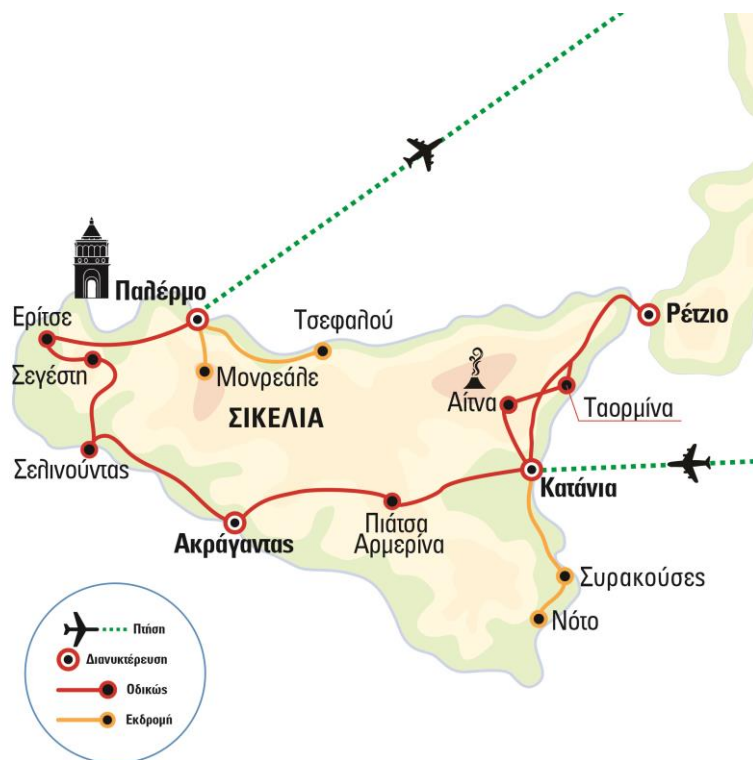 Παλέρμο
Τσεφαλού
Ρέτζιο
Ερίτσε
Σεγέστη
Μονρεάλε
Αίτνα
Ταορμίνα
ΣΙΚΕΛΙΑ
Σελινούντας
Κατάνια
Ακράγαντας
Πιάτσα
Αρμερίνα
Συρακούσες
Νότο
Πτήση
Διανυκτέρευση
Οδικώς
Εκδρομή